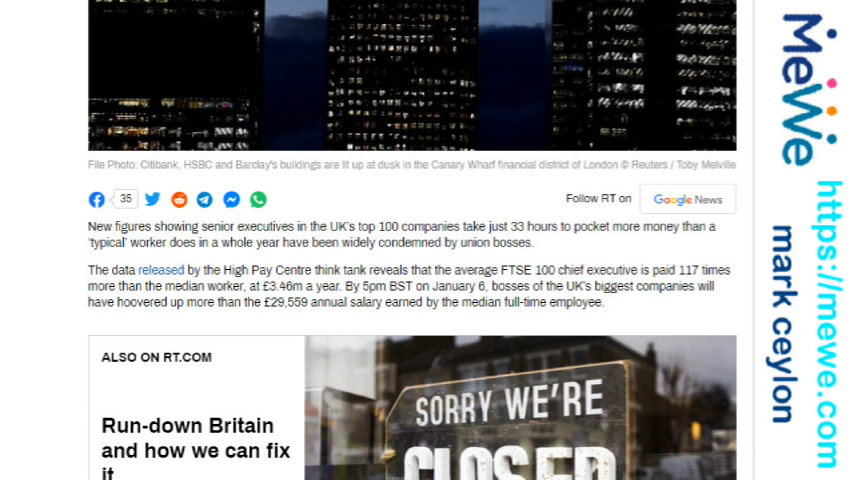 File Photo: Citibank, HSBC and Barclay's buildings are lit up at dusk in the Canary Wharf financial district of London © Reuters / Toby Melville
35
Follow RT on
Google News
New figures showing senior executives in the UK's top 100 companies take just 33 hours to pocket more money than a
'typical' worker does in a whole year have been widely condemned by union bosses.
The data released by the High Pay Centre think tank reveals that the average FTSE 100 chief executive is paid 117 times
more than the median worker, at £3.46m a year. By 5pm BST on January 6, bosses of the UK's biggest companies will
have hoovered up more than the £29,559 annual salary earned by the median full-time employee.
ALSO ON RT.COM
Run-down Britain
and how we can fix
it
SORRY WE'RE
CLOSED
MeWe
https://mewe.com
mark ceylon